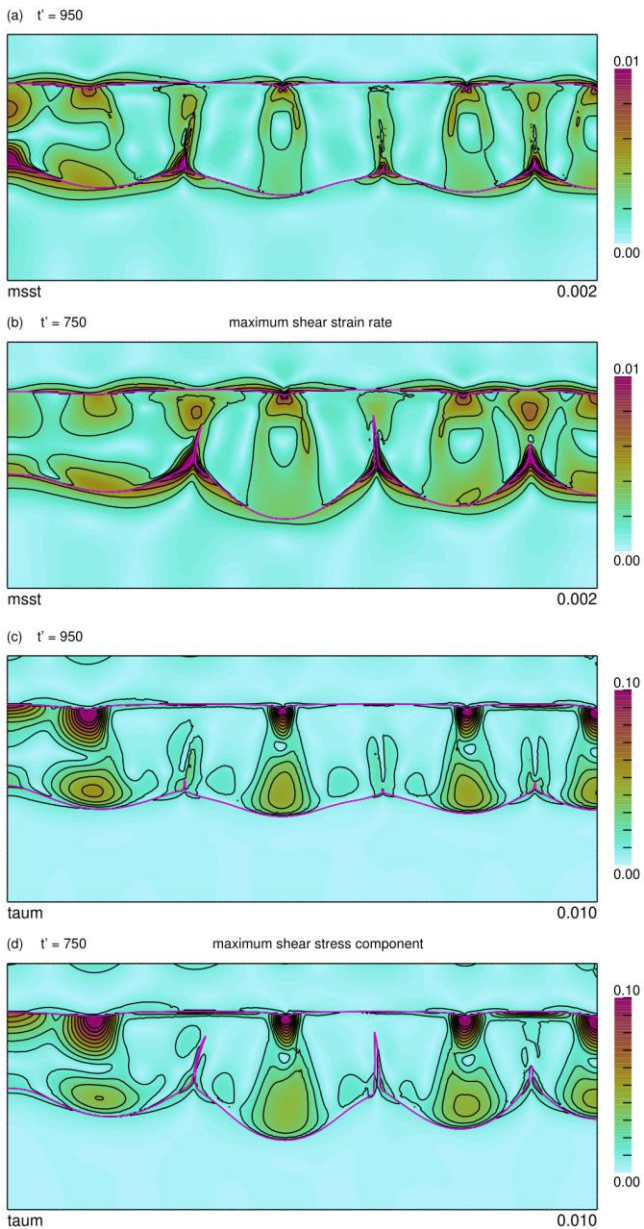 (a) t' = 950
0.01
0.00
msst 0.002
(b) t' = 750 maximum shear strain rate
0.01
0.00
msst 0.002
(c) t' = 950
0.10
0.00
taum 0.010
(d) t' = 750 maximum shear stress component
0.10
0.00
taum 0.010